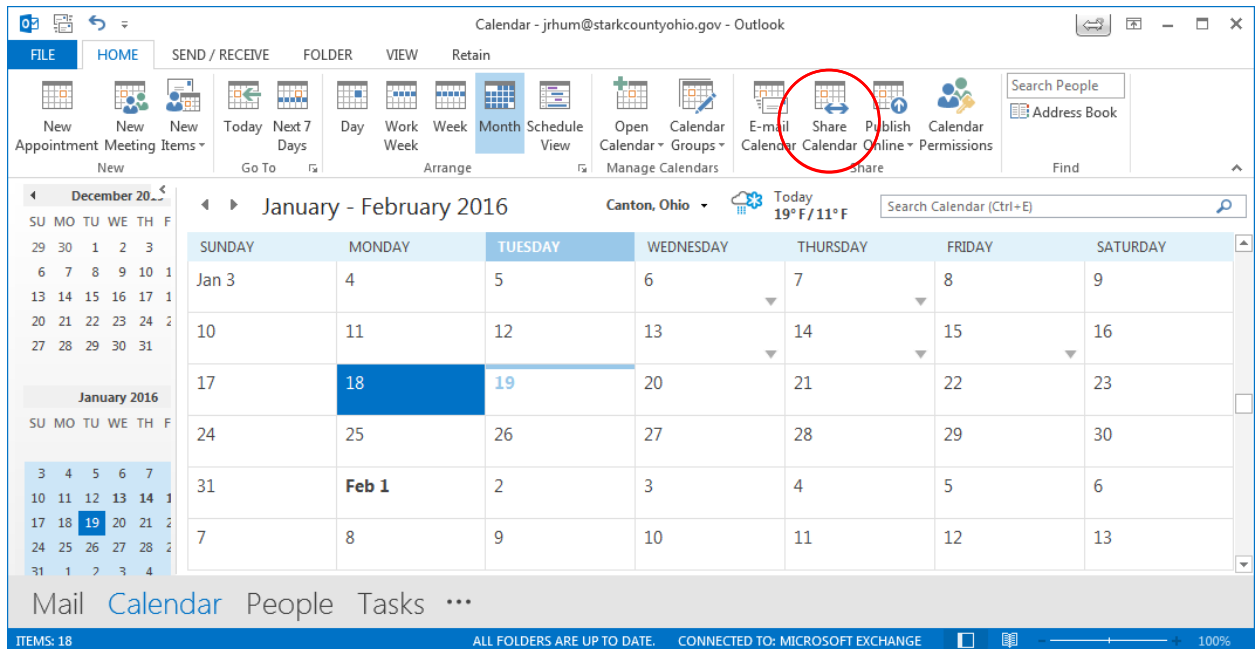 Calendar - jrhum@starkcountyohio.gov - Outlook
FILE HOME SEND / RECEIVE FOLDER VIEW Retain
New Appointment
New Meeting
New Items
Today
Next 7 Days
Day
Work Week
Week
Month
Schedule View
Open Calendar
Calendar Groups
E-mail Calendar
Share Calendar
Publish Online
Calendar Permissions
Search People
Address Book
New Go To Arrange Manage Calendars Share Find
December 20
SU MO TU WE TH F
29 30 1 2 3
6 7 8 9 10 1
13 14 15 16 17 1
20 21 22 23 24 2
27 28 29 30 31
January 2016
SU MO TU WE TH F
3 4 5 6 7
10 11 12 13 14 1
17 18 19 20 21 2
24 25 26 27 28 2
31 1 2 3 4
January - February 2016
Canton, Ohio
Today
19° F / 11° F
Search Calendar (Ctrl+E)
SUNDAY MONDAY TUESDAY WEDNESDAY THURSDAY FRIDAY SATURDAY
Jan 3 4 5 6 7 8 9
10 11 12 13 14 15 16
17 18 19 20 21 22 23
24 25 26 27 28 29 30
31 Feb 1 2 3 4 5 6
7 8 9 10 11 12 13
Mail Calendar People Tasks •••
ITEMS: 18 ALL FOLDERS ARE UP TO DATE. CONNECTED TO: MICROSOFT EXCHANGE 100%